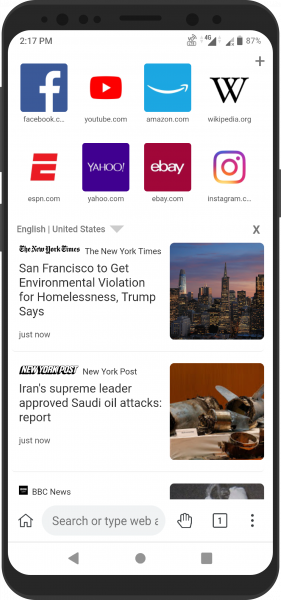 2:17 PM 4G 87%
+
f YouTube amazon W
facebook.c... youtube.com amazon.com wikipedia.org
E YAHOO! ebay
espn.com yahoo.com ebay.com instagram.c...
English | United States X
The New York Times The New York Times
San Francisco to Get
Environmental Violation
for Homelessness, Trump
Says
just now
NEW YORK POST New York Post
Iran's supreme leader
approved Saudi oil attacks:
report
just now
BBC News
Search or type web a
1